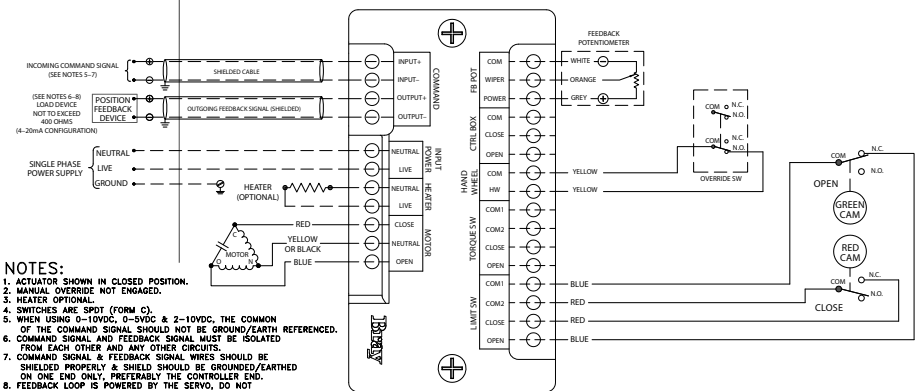 INCOMING COMMAND SIGNAL
(SEE NOTES 5-7)
SHIELDED CABLE
(SEE NOTES 6-8)
LOAD DEVICE
NOT TO EXCEED
400 OHMS
(4-20mA CONFIGURATION)
POSITION
FEEDBACK
DEVICE
OUTGOING FEEDBACK SIGNAL (SHIELDED)
SINGLE PHASE
POWER SUPPLY
NEUTRAL
LIVE
GROUND
HEATER
(OPTIONAL)
MOTOR
C
O
N
RED
YELLOW
OR BLACK
BLUE
INPUT+
INPUT-
OUTPUT+
OUTPUT-
COMMAND
NEUTRAL
LIVE
INPUT
POWER
NEUTRAL
LIVE
HEATER
CLOSE
NEUTRAL
OPEN
MOTOR
COM
WIPER
POWER
FB POT
COM
CLOSE
OPEN
CTRL BOX
COM
HW
HAND
WHEEL
COM1
COM2
CLOSE
OPEN
TORQUE SW
COM1
COM2
CLOSE
OPEN
LIMIT SW
FEEDBACK
POTENTIOMETER
WHITE
ORANGE
GREY
YELLOW
YELLOW
COM
N.C.
N.O.
COM
N.C.
N.O.
OVERRIDE SW
COM
N.C.
N.O.
OPEN
GREEN
CAM
RED
CAM
COM
N.C.
N.O.
CLOSE
BLUE
RED
RED
BLUE
NOTES:
1. ACTUATOR SHOWN IN CLOSED POSITION.
2. MANUAL OVERRIDE NOT ENGAGED.
3. HEATER OPTIONAL.
4. SWITCHES ARE SPDT (FORM C).
5. WHEN USING 0-10VDC, 0-5VDC & 2-10VDC, THE COMMON
OF THE COMMAND SIGNAL SHOULD NOT BE GROUND/EARTH REFERENCED.
6. COMMAND SIGNAL AND FEEDBACK SIGNAL MUST BE ISOLATED
FROM EACH OTHER AND ANY OTHER CIRCUITS.
7. COMMAND SIGNAL & FEEDBACK SIGNAL WIRES SHOULD BE
SHIELDED PROPERLY & SHIELD SHOULD BE GROUNDED/EARTHED
ON ONE END ONLY, PREFERABLY THE CONTROLLER END.
8. FEEDBACK LOOP IS POWERED BY THE SERVO, DO NOT